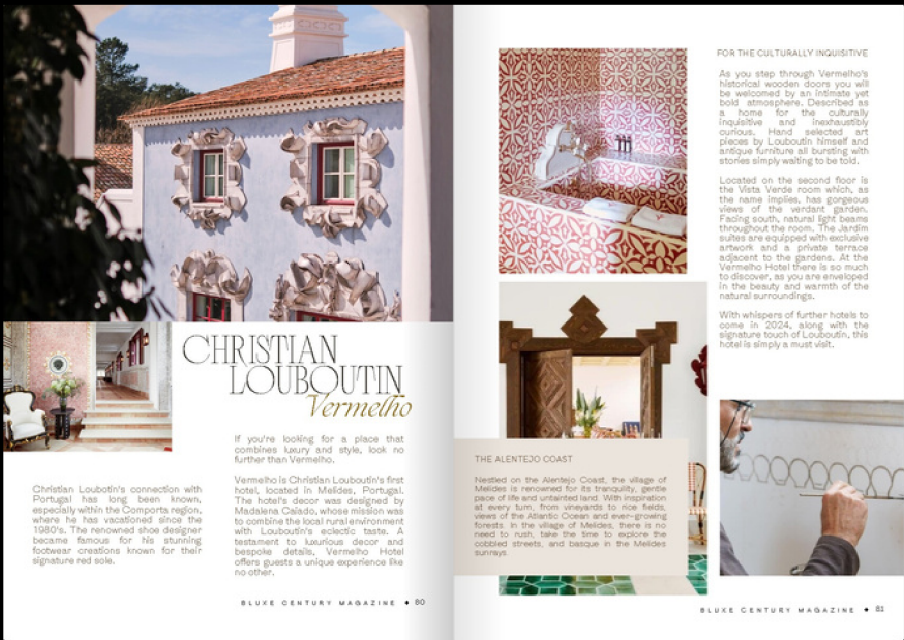 CHRISTIAN
LOUBOUTIN
Vermelho
Christian Loubotin's connection with
Portugal has long been known,
especially within the Comporta region,
where he has vacationed since the
1980's. The renowned shoe designer
became famous for his stunning
footwear creations known for their
signature red sole.
If you're looking for a place that
combines luxury and style, look no
further than Vermelho.
Vermelho is Christian Louboutin's first
hotel, located in Melides, Portugal.
The hotel's decor was designed by
Madalena Caiado, whose mission was
to combine the local rural environment
with Louboutin's eclectic taste. A
testament to luxurious decor and
bespoke details, Vermelho Hotel
offers guests a unique experience like
no other.
BLUXE CENTURY MAGAZINE ✦ 80
THE ALENTEJO COAST
Nestled on the Alentejo Coast, the village of
Melides is renowned for its tranquility, gentle
pace of life and untainted land. With inspiration
at every turn, from vineyards to rice fields,
views of the Atlantic Ocean and ever-growing
forests. In the village of Melides, there is no
need to rush, take the time to explore the
cobbled streets, and basque in the Melides
sunrays.
FOR THE CULTURALLY INQUISITIVE
As you step through Vermelho's
historical wooden doors you will
be welcomed by an intimate yet
bold atmosphere. Described as
a home for the culturally
inquisitive and inexhaustibly
curious. Hand selected art
pieces by Louboutin himself and
antique furniture all bursting with
stories simply waiting to be told.
Located on the second floor is
the Vista Verde room which, as
the name implies, has gorgeous
views of the verdant garden.
Facing south, natural light beams
throughout the room. The Jardim
suites are equipped with exclusive
artwork and a private terrace
adjacent to the gardens. At the
Vermelho Hotel there is so much
to discover, as you are enveloped
in the beauty and warmth of the
natural surroundings.
With whispers of further hotels to
come in 2024, along with the
signature touch of Louboutin, this
hotel is simply a must visit.
BLUXE CENTURY MAGAZINE ✦ 81